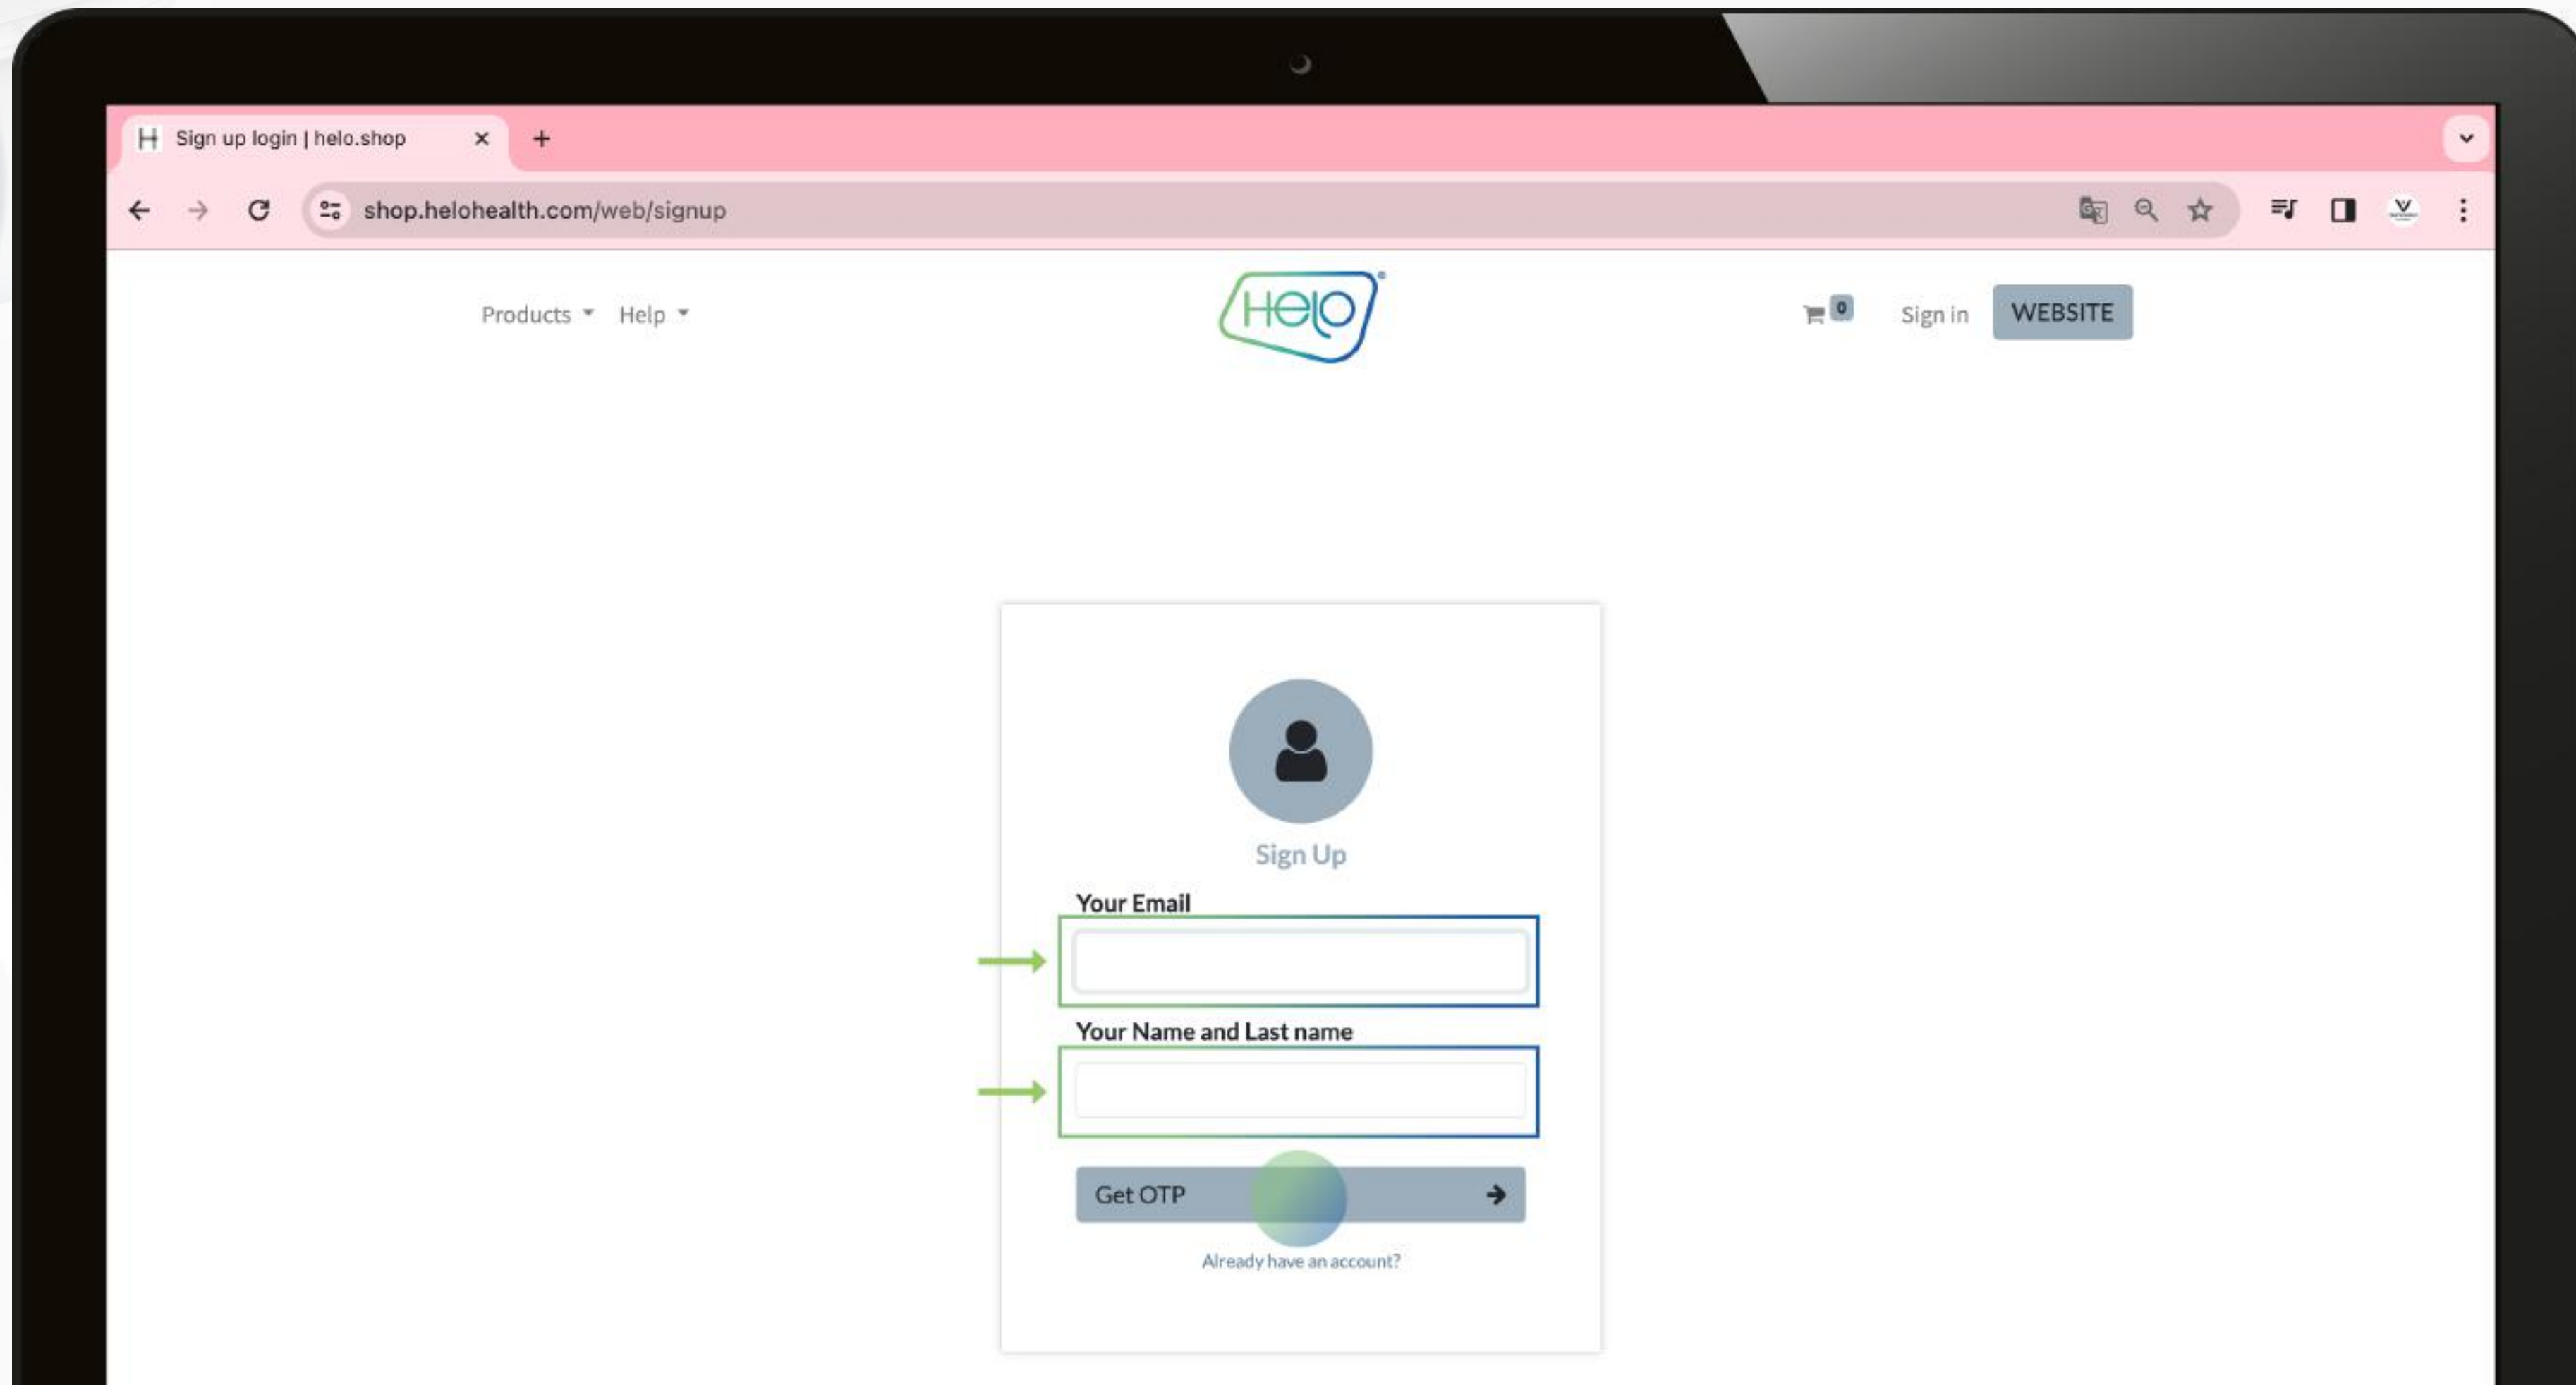 Sign up login | helo.shop
shop.helohealth.com/web/signup
Products Help
Helo
0 Sign in WEBSITE
Sign Up
Your Email
Your Name and Last name
Get OTP
Already have an account?